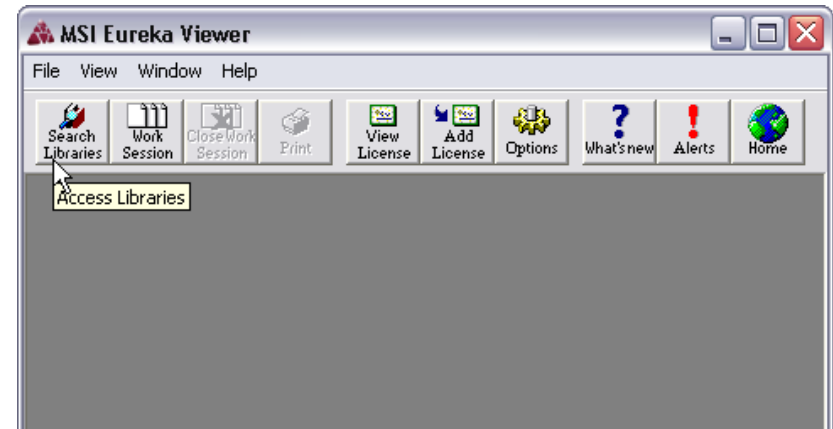 MSI Eureka Viewer
File View Window Help
Search Libraries
Work Session
Close Work Session
Print
View License
Add License
Options
What's new
Alerts
Home
Access Libraries